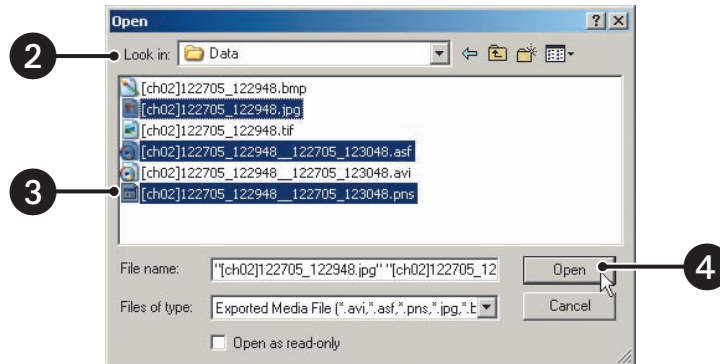 Open
2 Look in: Data
[ch02]122705_122948.bmp
[ch02]122705_122948.jpg
[ch02]122705_122948.tif
[ch02]122705_122948__122705_123048.asf
[ch02]122705_122948__122705_123048.avi
3 [ch02]122705_122948__122705_123048.pns
File name: "[ch02]122705_122948.jpg" "[ch02]122705_12 Open 4
Files of type: Exported Media File (*.avi,*.asf,*.pns,*.jpg,*.b Cancel
Open as read-only